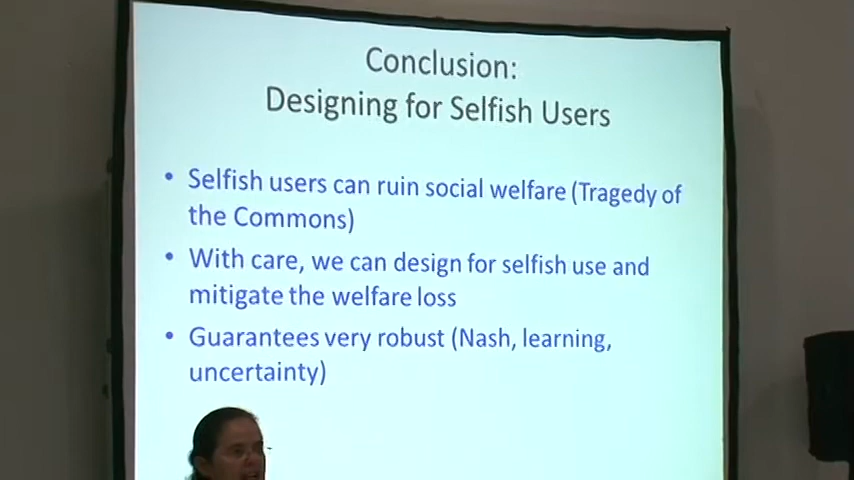 Conclusion:
Designing for Selfish Users
• Selfish users can ruin social welfare (Tragedy of
the Commons)
• With care, we can design for selfish use and
mitigate the welfare loss
• Guarantees very robust (Nash, learning,
uncertainty)